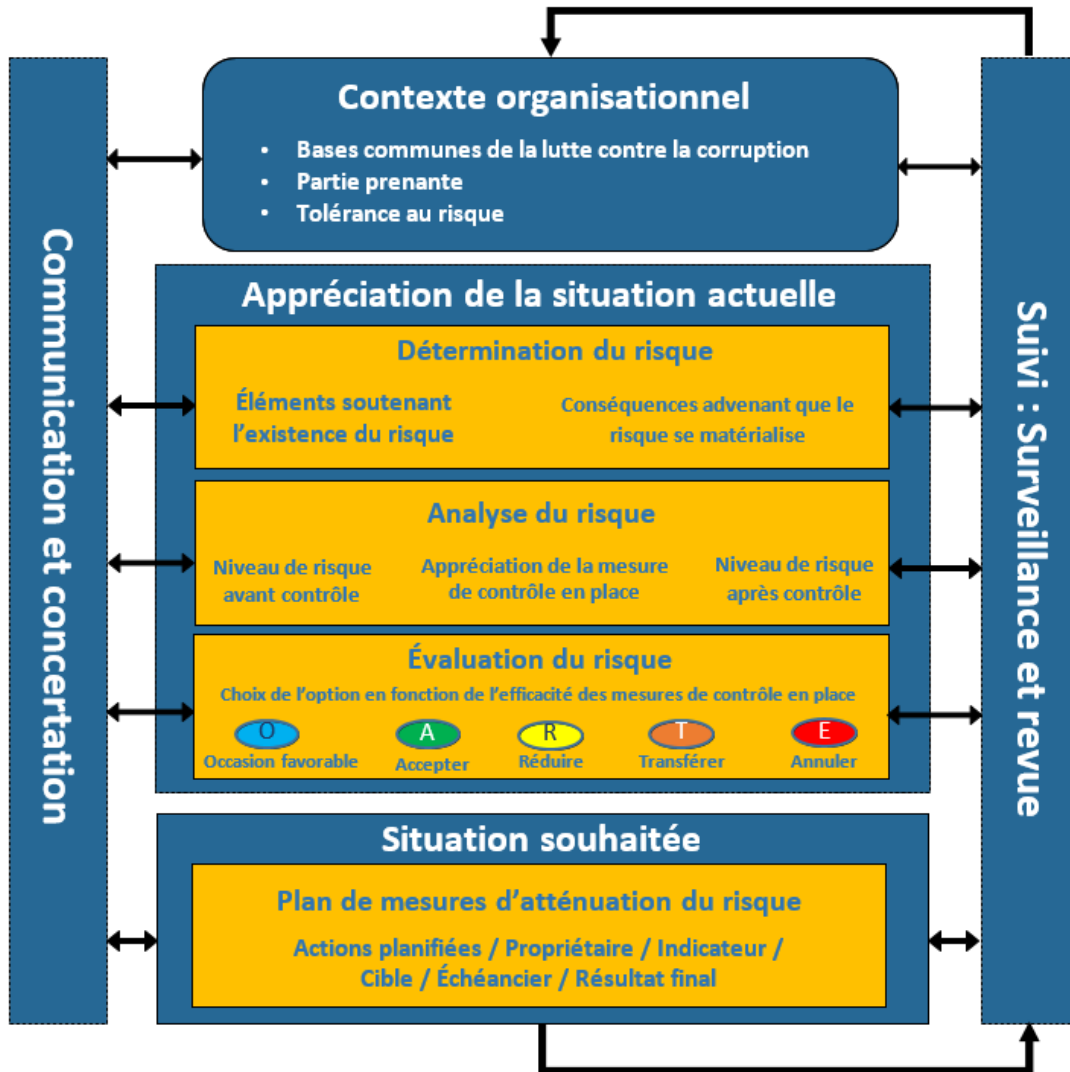 Contexte organisationnel
• Bases communes de la lutte contre la corruption
• Partie prenante
• Tolérance au risque
Communication et concertation
Appréciation de la situation actuelle
Détermination du risque
Éléments soutenant
l'existence du risque
Conséquences advenant que le
risque se matérialise
Analyse du risque
Niveau de risque
avant contrôle
Appréciation de la mesure
de contrôle en place
Niveau de risque
après contrôle
Évaluation du risque
Choix de l'option en fonction de l'efficacité des mesures de contrôle en place
O
Occasion favorable
A
Accepter
R
Réduire
T
Transférer
E
Annuler
Situation souhaitée
Plan de mesures d'atténuation du risque
Actions planifiées / Propriétaire / Indicateur /
Cible / Échéancier / Résultat final
Suivi : Surveillance et revue